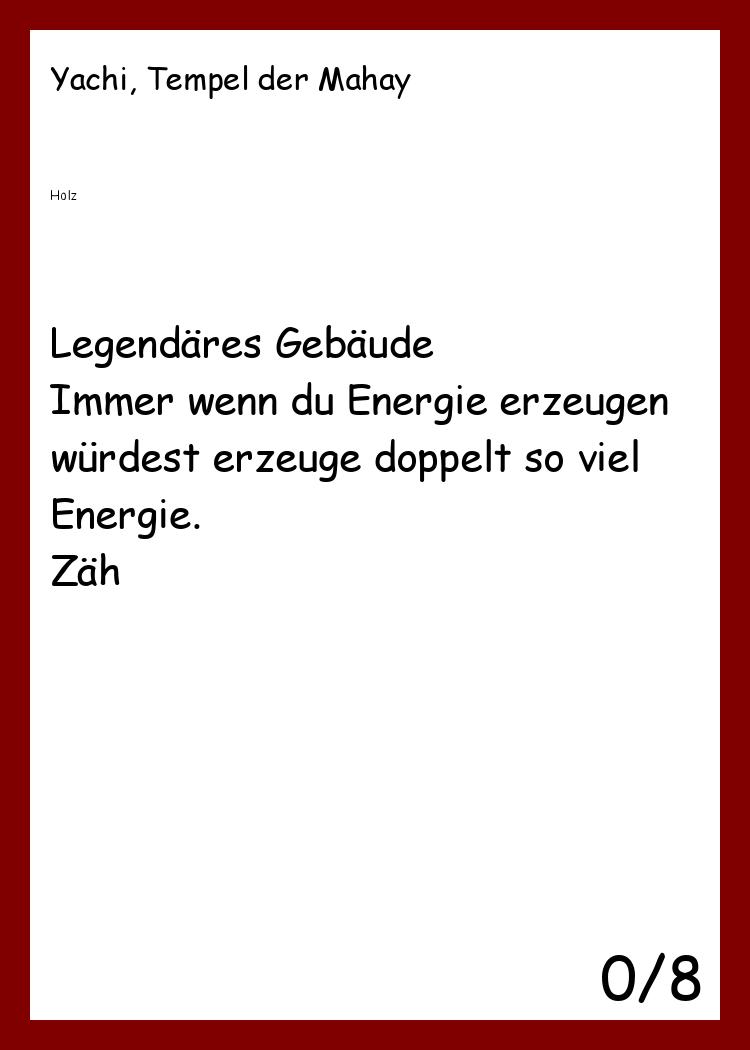 Yachi, Tempel der Mahay
Holz
Legendäres Gebäude
Immer wenn du Energie erzeugen
würdest erzeuge doppelt so viel
Energie.
Zäh
0/8